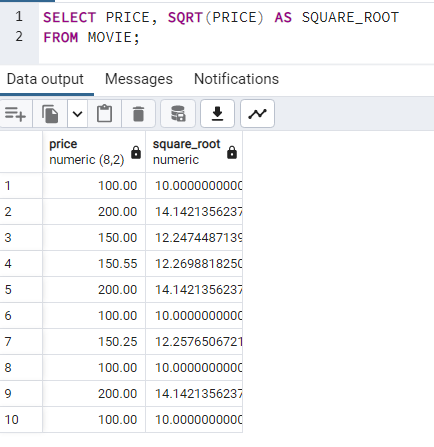 1 SELECT PRICE, SQRT(PRICE) AS SQUARE_ROOT
2 FROM MOVIE;
Data output Messages Notifications
price square_root
numeric (8,2) numeric
1 100.00 10.0000000000
2 200.00 14.1421356237
3 150.00 12.2474487139
4 150.55 12.2698818250
5 200.00 14.1421356237
6 100.00 10.0000000000
7 150.25 12.2576506721
8 100.00 10.0000000000
9 200.00 14.1421356237
10 100.00 10.0000000000